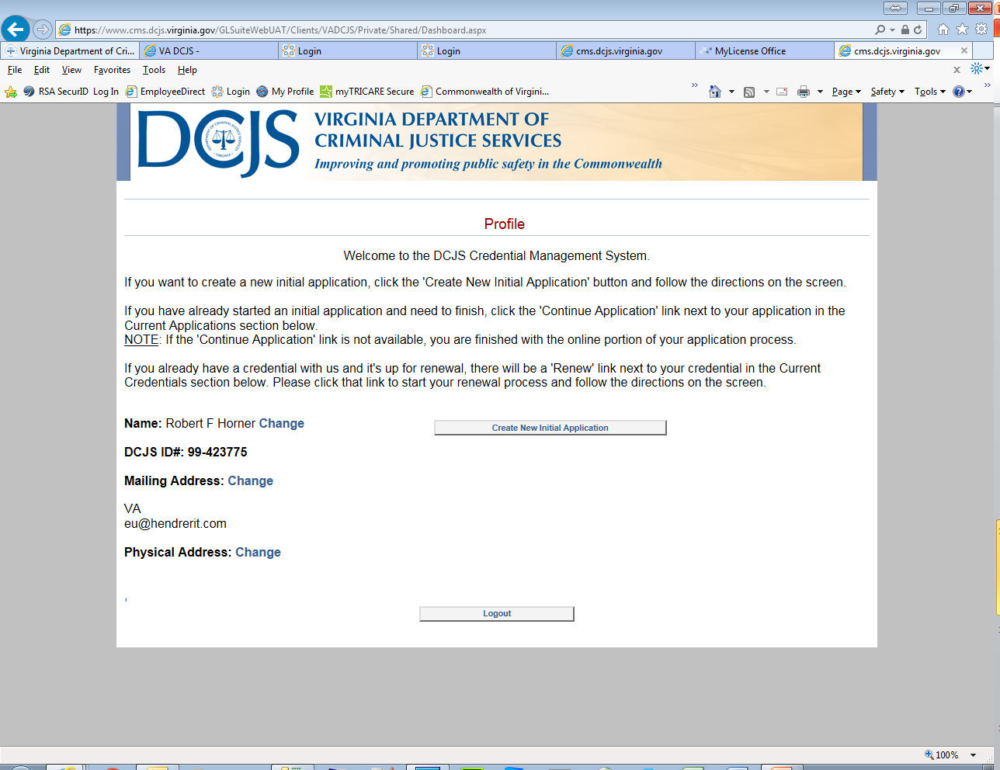 https://www.cms.dcjs.virginia.gov/GLSuiteWebUAT/Clients/VADCJS/Private/Shared/Dashboard.aspx
Virginia Department of Cri... VA DCJS - Login Login cms.dcjs.virginia.gov MyLicense Office cms.dcjs.virginia.gov
File Edit View Favorites Tools Help
RSA SecurID Log In EmployeeDirect Login My Profile myTRICARE Secure Commonwealth of Virgini... Page Safety Tools
DCJS
VIRGINIA DEPARTMENT OF
CRIMINAL JUSTICE SERVICES
Improving and promoting public safety in the Commonwealth
Profile
Welcome to the DCJS Credential Management System.
If you want to create a new initial application, click the 'Create New Initial Application' button and follow the directions on the screen.
If you have already started an initial application and need to finish, click the 'Continue Application' link next to your application in the
Current Applications section below.
NOTE: If the 'Continue Application' link is not available, you are finished with the online portion of your application process.
If you already have a credential with us and it's up for renewal, there will be a 'Renew' link next to your credential in the Current
Credentials section below. Please click that link to start your renewal process and follow the directions on the screen.
Name: Robert F Horner Change
Create New Initial Application
DCJS ID#: 99-423775
Mailing Address: Change
VA
eu@hendrerit.com
Physical Address: Change
,
Logout
100%